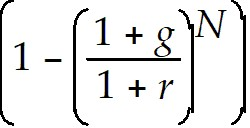 (1 − ((1 + g)/(1 + r))^N)